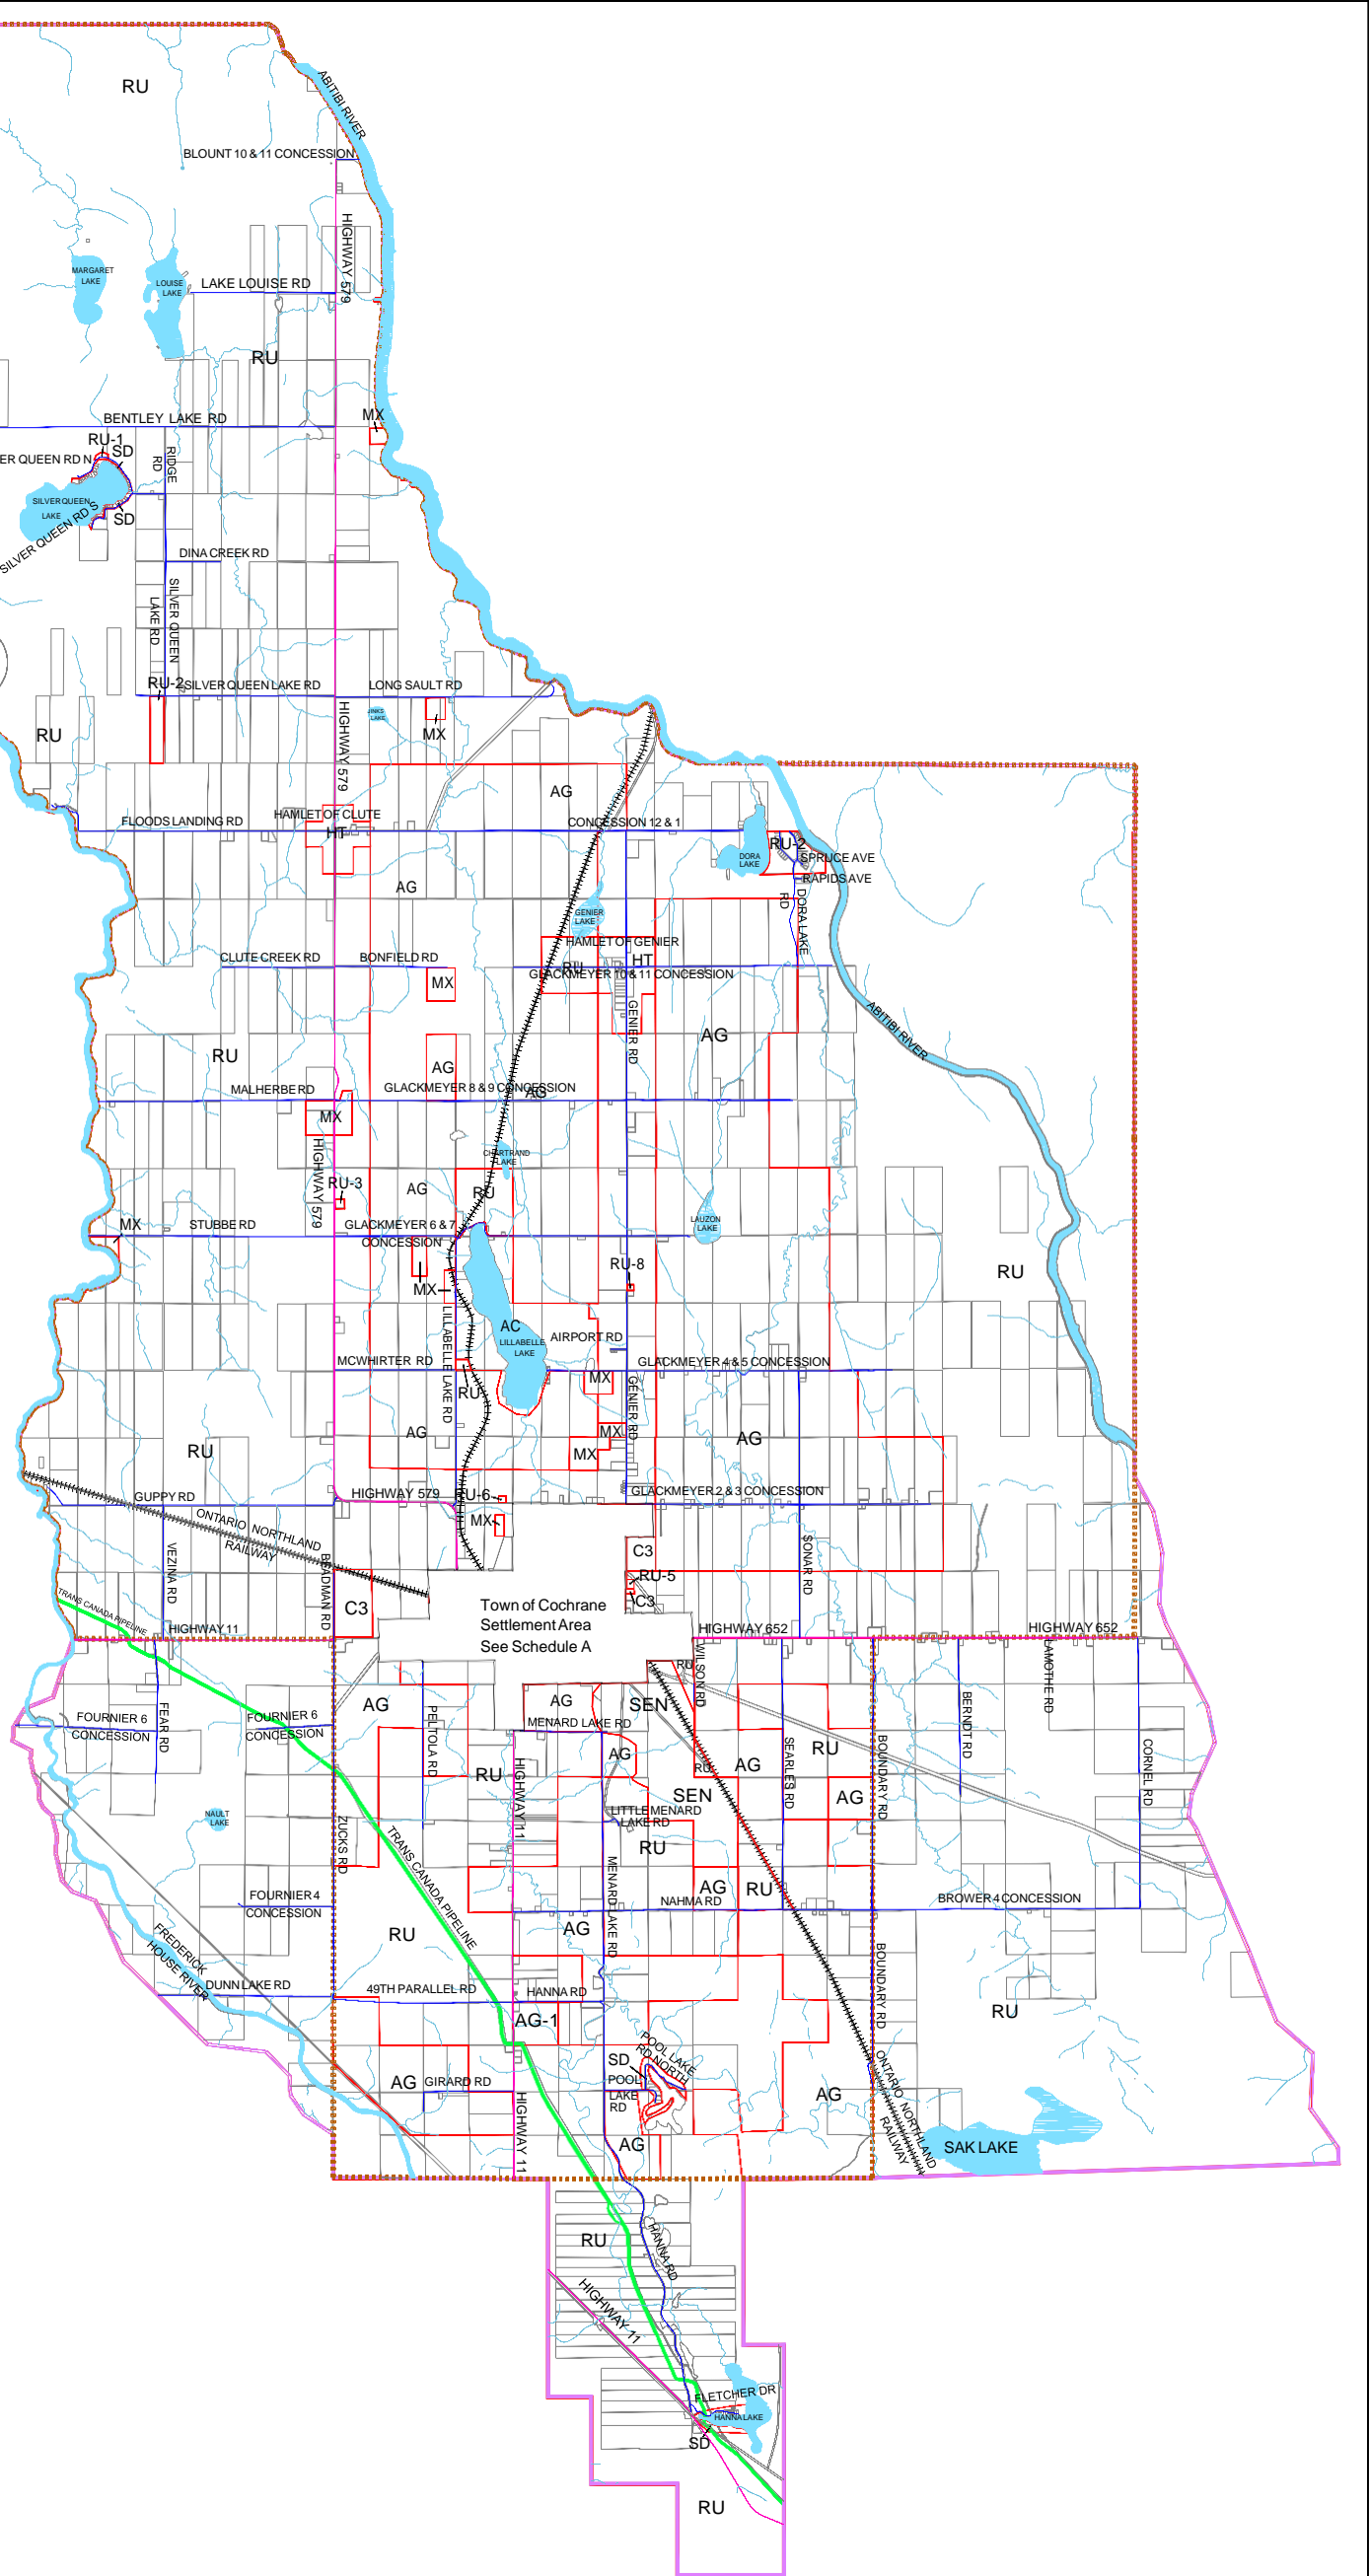 RU
ABITIBI RIVER
BLOUNT 10 & 11 CONCESSION
HIGHWAY 579
MARGARET
LAKE
LOUISE
LAKE
LAKE LOUISE RD
RU
MX
BENTLEY LAKE RD
RU-1
SD
ER QUEEN RD N
RIDGE
RD
SILVER QUEEN
LAKE
SILVER QUEEN RD S
SD
DINA CREEK RD
SILVER QUEEN
LAKE RD
RU-2
SILVER QUEEN LAKE RD
LONG SAULT RD
JINKS
LAKE
MX
RU
HIGHWAY 579
AG
HAMLET OF CLUTE
FLOODS LANDING RD
HT
CONCESSION 12 & 1
DORA
LAKE
RU-2
SPRUCE AVE
RAPIDS AVE
DORA LAKE
RD
AG
GENIER
LAKE
HAMLET OF GENIER
CLUTE CREEK RD
BONFIELD RD
RU
HT
GLACKMEYER 10 & 11 CONCESSION
MX
GENIER RD
ABITIBI RIVER
AG
RU
AG
MALHERBE RD
GLACKMEYER 8 & 9 CONCESSION
AG
MX
HIGHWAY 579
CHARTRAND
LAKE
RU-3
AG
RU
MX
STUBBE RD
GLACKMEYER 6 & 7
CONCESSION
LAUZON
LAKE
RU-8
RU
MX
LILLABELLE LAKE RD
AC
LILLABELLE
LAKE
AIRPORT RD
MCWHIRTER RD
GLACKMEYER 4 & 5 CONCESSION
RU
MX
GENIER RD
AG
MX
AG
RU
MX
GUPPY RD
HIGHWAY 579
RU-6
GLACKMEYER 2 & 3 CONCESSION
ONTARIO NORTHLAND
RAILWAY
MX
VEZINA RD
BEADMAN RD
C3
SONAR RD
RU-5
C3
C3
TRANS CANADA PIPELINE
Town of Cochrane
Settlement Area
See Schedule A
HIGHWAY 11
HIGHWAY 652
HIGHWAY 652
WILSON RD
RU
LAMOTHE RD
AG
PELTOLA RD
AG
SEN
MENARD LAKE RD
BERNDT RD
FOURNIER 6
CONCESSION
FEAR RD
FOURNIER 6
CONCESSION
SEARLES RD
RU
BOUNDARY RD
CORNEL RD
AG
AG
RU
RU
HIGHWAY 11
SEN
AG
NAULT
LAKE
LITTLE MENARD
LAKE RD
ZUCKS RD
TRANS CANADA PIPELINE
RU
MENARD LAKE RD
AG
RU
FOURNIER 4
CONCESSION
NAHMA RD
BROWER 4 CONCESSION
RU
AG
FREDERICK
HOUSE RIVER
DUNN LAKE RD
49TH PARALLEL RD
HANNA RD
BOUNDARY RD
AG-1
RU
POOL LAKE
RD NORTH
SD
POOL
LAKE
RD
AG
GIRARD RD
AG
ONTARIO NORTHLAND
RAILWAY
HIGHWAY 11
AG
SAK LAKE
RU
HANNA RD
HIGHWAY 11
FLETCHER DR
HANNA LAKE
SD
RU